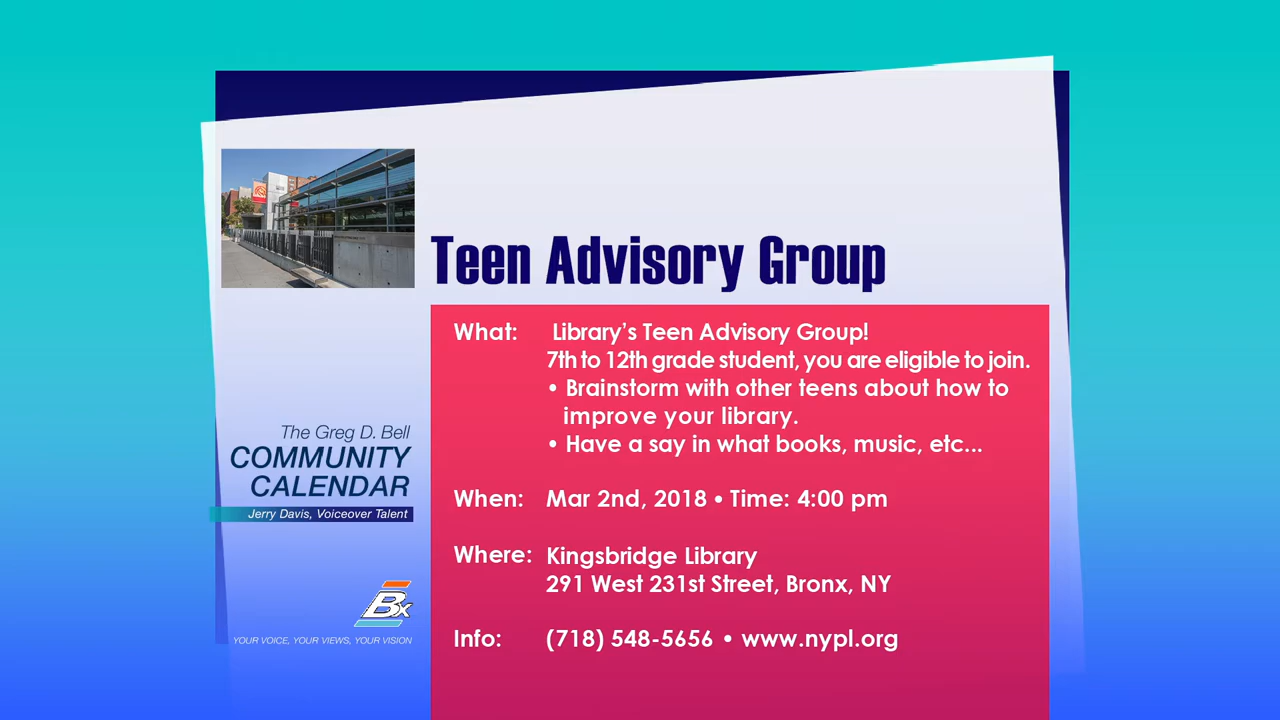 Teen Advisory Group
What: Library’s Teen Advisory Group!
7th to 12th grade student, you are eligible to join.
• Brainstorm with other teens about how to
improve your library.
• Have a say in what books, music, etc...
When: Mar 2nd, 2018 • Time: 4:00 pm
Where: Kingsbridge Library
291 West 231st Street, Bronx, NY
Info: (718) 548-5656 • www.nypl.org
The Greg D. Bell
COMMUNITY
CALENDAR
Jerry Davis, Voiceover Talent
Bx
YOUR VOICE, YOUR VIEWS, YOUR VISION